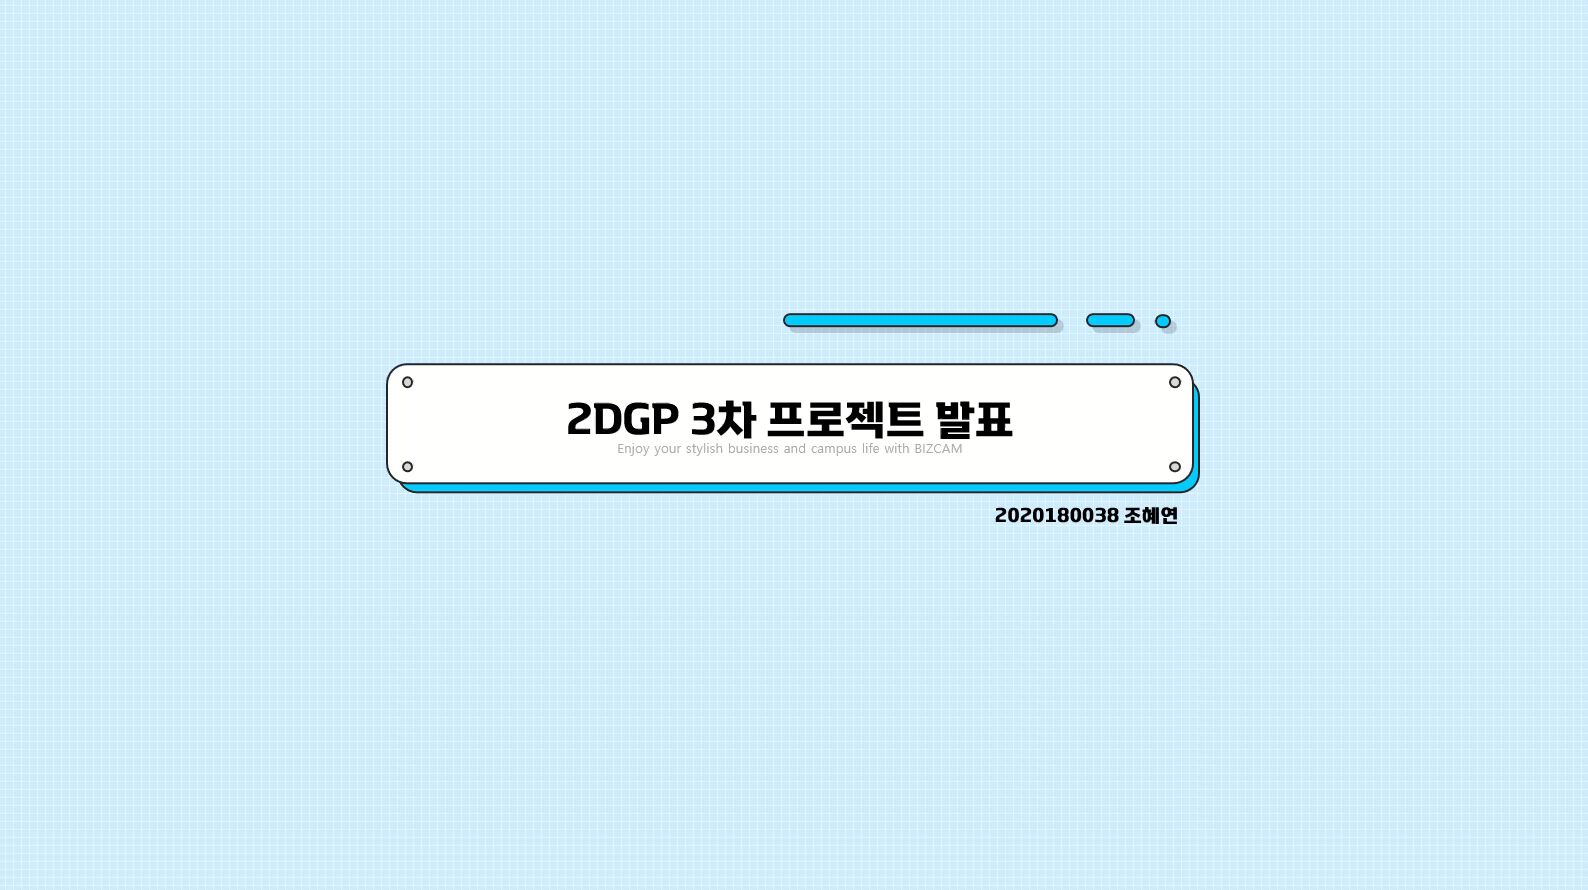 2DGP 3차 프로젝트 발표
Enjoy your stylish business and campus life with BIZCAM
2020180038 조혜연